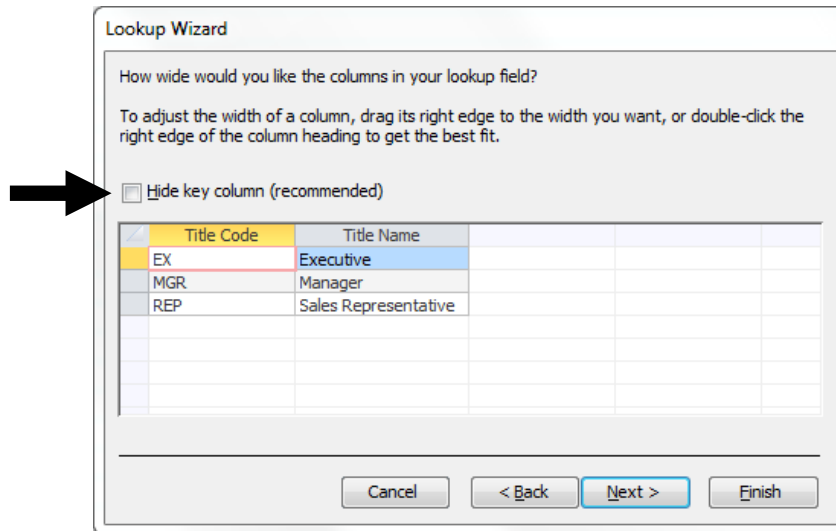 Lookup Wizard
How wide would you like the columns in your lookup field?
To adjust the width of a column, drag its right edge to the width you want, or double-click the
right edge of the column heading to get the best fit.
Hide key column (recommended)
Title Code Title Name
EX Executive
MGR Manager
REP Sales Representative
Cancel < Back Next > Finish